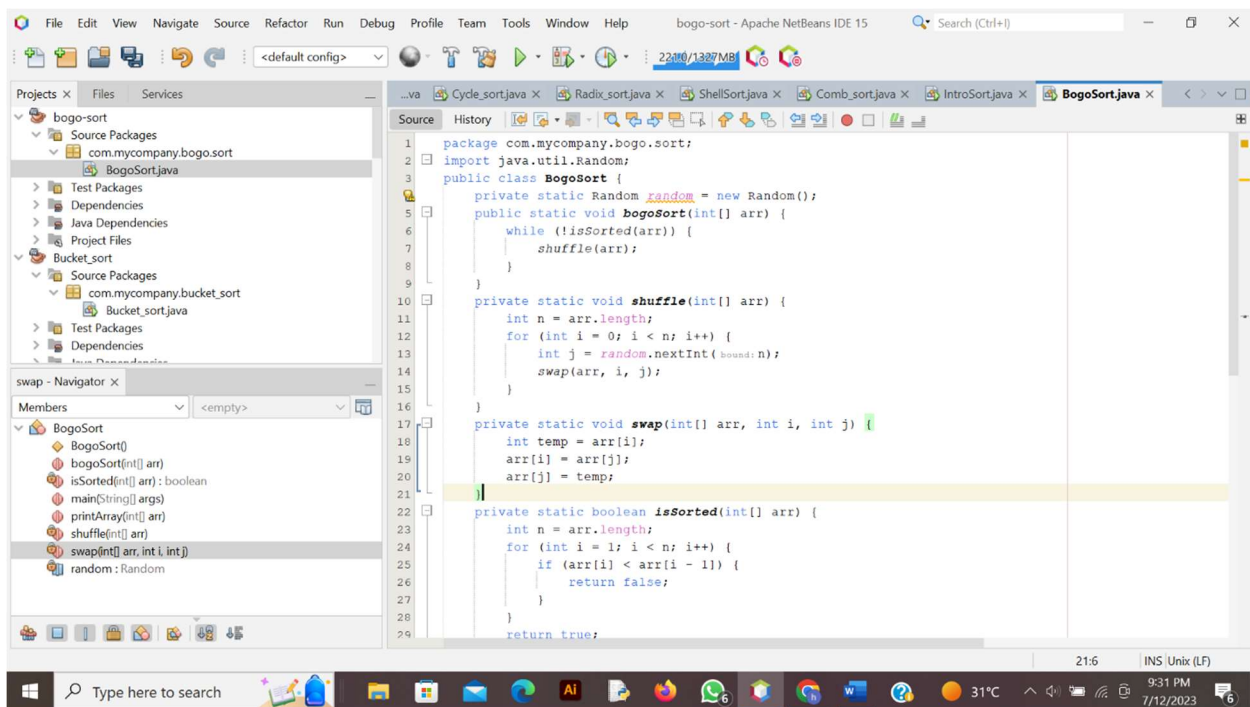 File Edit View Navigate Source Refactor Run Debug Profile Team Tools Window Help bogo-sort - Apache NetBeans IDE 15 Search (Ctrl+I)
<default config> 221.0/1327MB
Projects Files Services
bogo-sort
Source Packages
com.mycompany.bogo.sort
BogoSort.java
Test Packages
Dependencies
Java Dependencies
Project Files
Bucket_sort
Source Packages
com.mycompany.bucket_sort
Bucket_sort.java
Test Packages
Dependencies
Java Dependencies
swap - Navigator
Members <empty>
BogoSort
BogoSort()
bogoSort(int[] arr)
isSorted(int[] arr) : boolean
main(String[] args)
printArray(int[] arr)
shuffle(int[] arr)
swap(int[] arr, int i, int j)
random : Random
...va Cycle_sort.java Radix_sort.java ShellSort.java Comb_sort.java IntroSort.java BogoSort.java
Source History
1 package com.mycompany.bogo.sort;
2 import java.util.Random;
3 public class BogoSort {
private static Random random = new Random();
5 public static void bogoSort(int[] arr) {
6 while (!isSorted(arr)) {
7 shuffle(arr);
8 }
9 }
10 private static void shuffle(int[] arr) {
11 int n = arr.length;
12 for (int i = 0; i < n; i++) {
13 int j = random.nextInt( bound: n);
14 swap(arr, i, j);
15 }
16 }
17 private static void swap(int[] arr, int i, int j) {
18 int temp = arr[i];
19 arr[i] = arr[j];
20 arr[j] = temp;
21 }
22 private static boolean isSorted(int[] arr) {
23 int n = arr.length;
24 for (int i = 1; i < n; i++) {
25 if (arr[i] < arr[i - 1]) {
26 return false;
27 }
28 }
29 return true;
21:6 INS Unix (LF)
Type here to search Ai 6 W 31°C 9:31 PM
7/12/2023 6